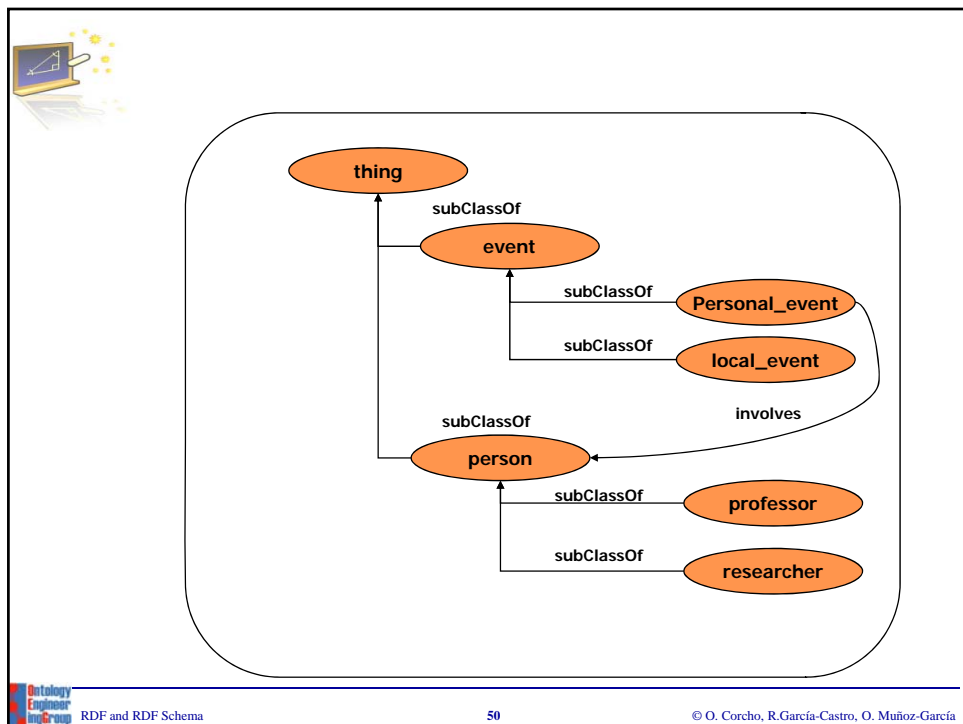 thing
subClassOf
event
subClassOf
Personal_event
subClassOf
local_event
involves
subClassOf
person
subClassOf
professor
subClassOf
researcher
Ontology
Engineer
ingGroup
RDF and RDF Schema
50
© O. Corcho, R.García-Castro, O. Muñoz-García